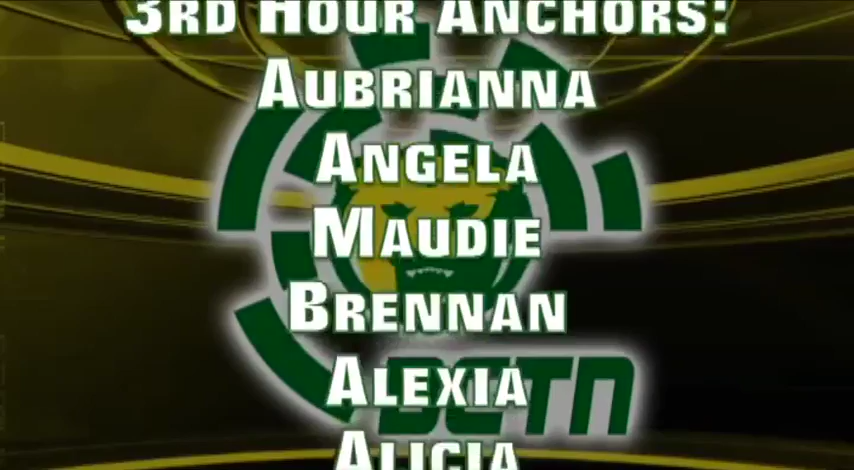 3RD HOUR ANCHORS:
AUBRIANNA
ANGELA
MAUDIE
BRENNAN
ALEXIA
ALICIA